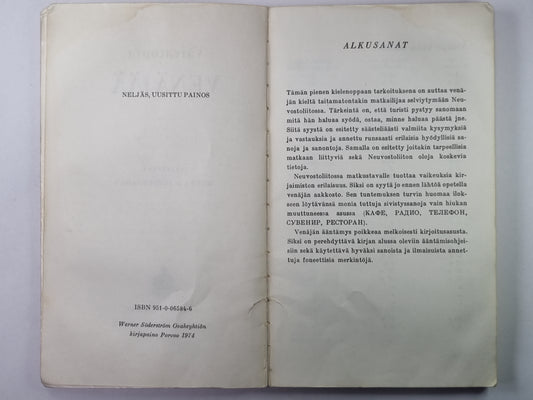 NELJÄS, UUSITTU PAINOS
ISBN 951-0-06584-6
Werner Söderström Osakeyhtiön
kirjapaino Porvoo 1974
ALKUSANAT
Tämän pienen kielenoppaan tarkoituksena on auttaa venä-
jän kieltä taitamatontakin matkailijaa selviytymään Neu-
vostoliitossa. Tärkeintä on, että turisti pystyy sanomaan
mitä hän haluaa syödä, ostaa, minne haluaa päästä jne.
Siitä syystä on esitetty säästeliäästi valmiita kysymyksiä
ja vastauksia ja annettu runsaasti erilaisia hyödyllisiä sano-
ja ja sanontoja. Samalla on esitetty joitakin tarpeellisia
matkaan liittyviä sekä Neuvostoliiton oloja koskevia
tietoja.
Neuvostoliitossa matkustavalle tuottaa vaikeuksia kir-
jaimiston erilaisuus. Siksi on syytä jo ennen lähtöä opetella
venäjän aakkosto. Sen tuntemuksen turvin huomaa ilok-
seen löytävänsä monia tuttuja sivistyssanoja vain hiukan
muuttuneessa asussa (КАФЕ, РАДИО, ТЕЛЕФОН,
СУВЕНИР, РЕСТОРАН).
Venäjän ääntämys poikkeaa melkoisesti kirjoitusasusta.
Siksi on perehdyttävä kirjan alussa oleviin ääntämisohjei-
siin sekä käytettävä hyväksi sanoista ja ilmaisuista annet-
tuja foneettisia merkintöjä.